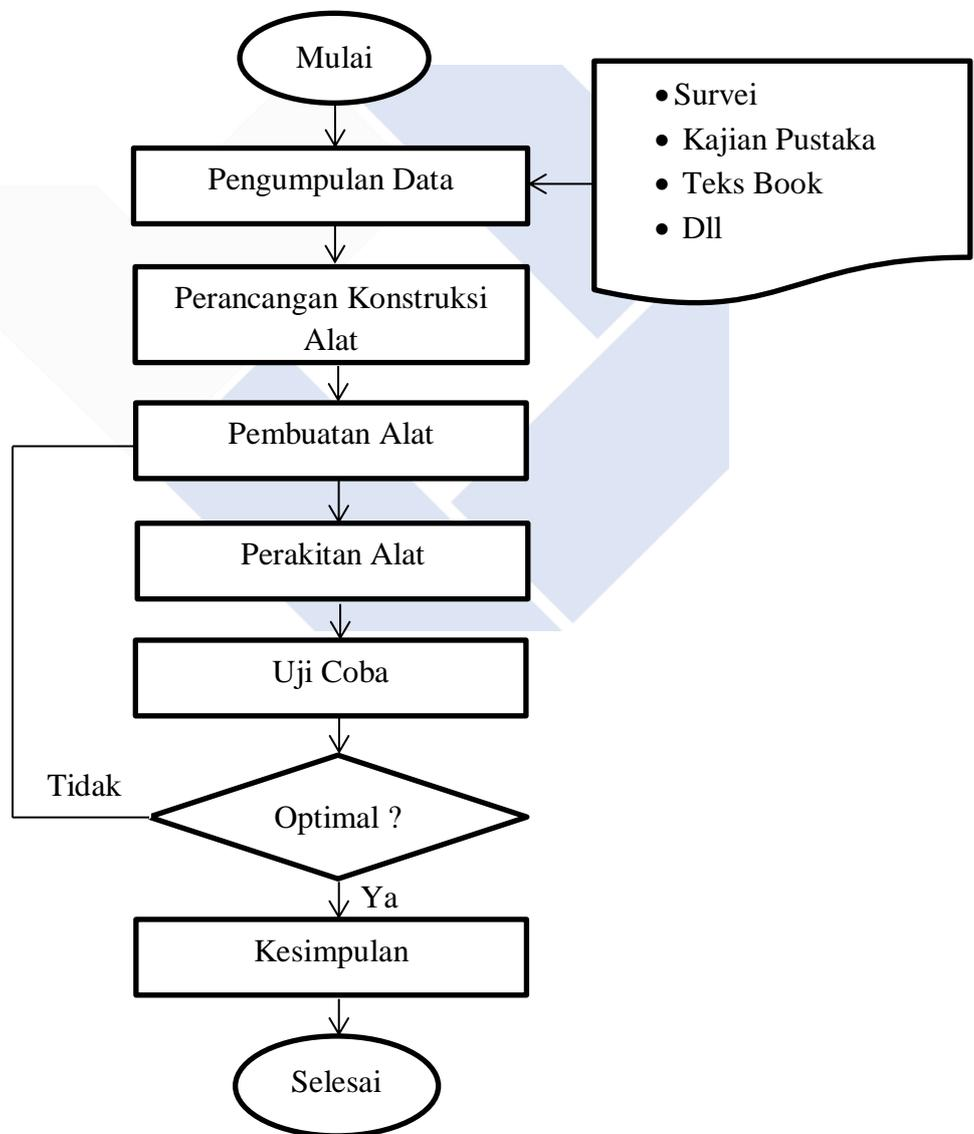 Mulai
• Survei
• Kajian Pustaka
• Teks Book
• Dll
Pengumpulan Data
Perancangan Konstruksi
Alat
Pembuatan Alat
Perakitan Alat
Uji Coba
Tidak
Optimal ?
Ya
Kesimpulan
Selesai